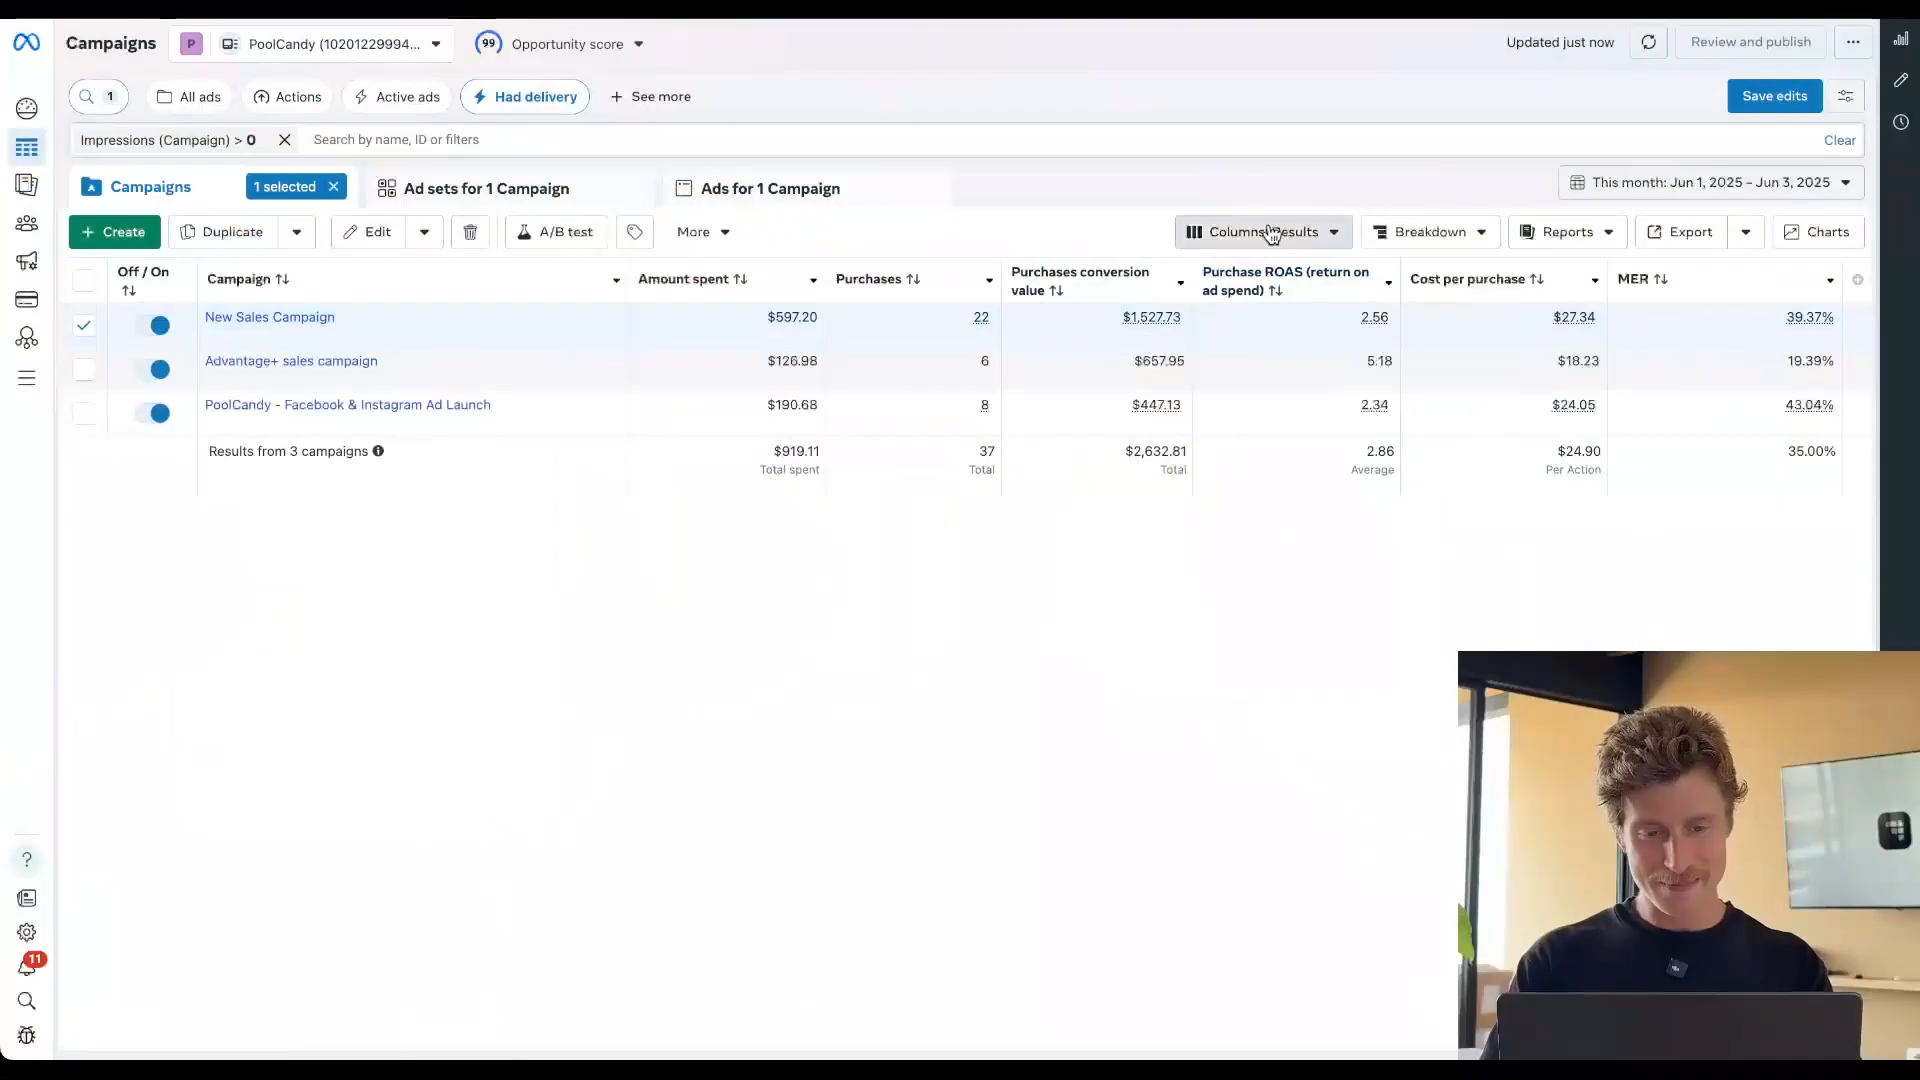 Campaigns
P
PoolCandy (10201229994...
99
Opportunity score
Updated just now
Review and publish
1
All ads
Actions
Active ads
Had delivery
See more
Save edits
Impressions (Campaign) > 0
Search by name, ID or filters
Clear
Campaigns
1 selected
Ad sets for 1 Campaign
Ads for 1 Campaign
This month: Jun 1, 2025 – Jun 3, 2025
Create
Duplicate
Edit
A/B test
More
Breakdown
Reports
Export
Charts
Off / On
Campaign
Amount spent
Purchases
Purchases conversion
value
Purchase ROAS (return on
ad spend)
Cost per purchase
MER
New Sales Campaign
$597.20
22
$1,527.73
2.56
$27.34
39.37%
Advantage+ sales campaign
$126.98
6
$657.95
5.18
$18.23
19.39%
PoolCandy - Facebook & Instagram Ad Launch
$190.68
8
$447.13
2.34
$24.05
43.04%
Results from 3 campaigns
$919.11
37
$2,632.81
2.86
$24.90
35.00%
Total spent
Total
Total
Average
Per Action
?
11